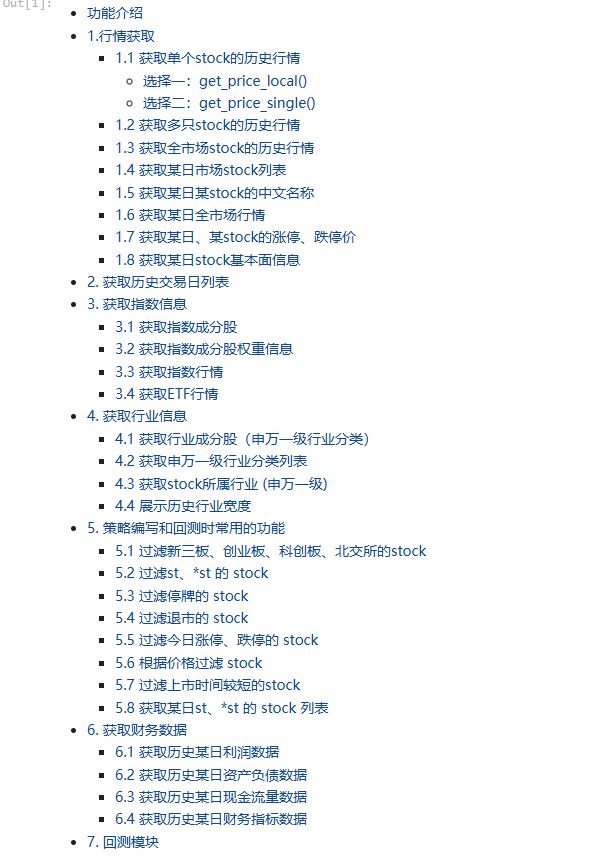 Out[1]:
功能介绍
1.行情获取
1.1 获取单个stock的历史行情
选择一：get_price_local()
选择二：get_price_single()
1.2 获取多只stock的历史行情
1.3 获取全市场stock的历史行情
1.4 获取某日市场stock列表
1.5 获取某日某stock的中文名称
1.6 获取某日全市场行情
1.7 获取某日、某stock的涨停、跌停价
1.8 获取某日stock基本面信息
2. 获取历史交易日列表
3. 获取指数信息
3.1 获取指数成分股
3.2 获取指数成分股权重信息
3.3 获取指数行情
3.4 获取ETF行情
4. 获取行业信息
4.1 获取行业成分股（申万一级行业分类）
4.2 获取申万一级行业分类列表
4.3 获取stock所属行业 (申万一级)
4.4 展示历史行业宽度
5. 策略编写和回测时常用的功能
5.1 过滤新三板、创业板、科创板、北交所的stock
5.2 过滤st、*st 的 stock
5.3 过滤停牌的 stock
5.4 过滤退市的 stock
5.5 过滤今日涨停、跌停的 stock
5.6 根据价格过滤 stock
5.7 过滤上市时间较短的stock
5.8 获取某日st、*st 的 stock 列表
6. 获取财务数据
6.1 获取历史某日利润数据
6.2 获取历史某日资产负债数据
6.3 获取历史某日现金流量数据
6.4 获取历史某日财务指标数据
7. 回测模块